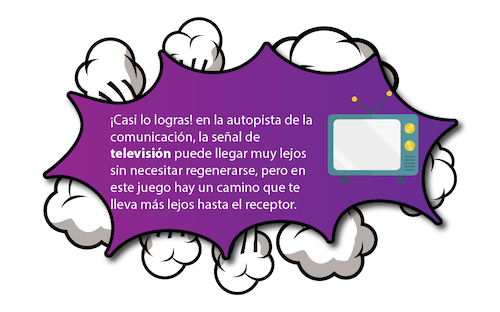 ¡Casi lo logras! en la autopista de la
comunicación, la señal de
televisión puede llegar muy lejos
sin necesitar regenerarse, pero en
este juego hay un camino que te
lleva más lejos hasta el receptor.